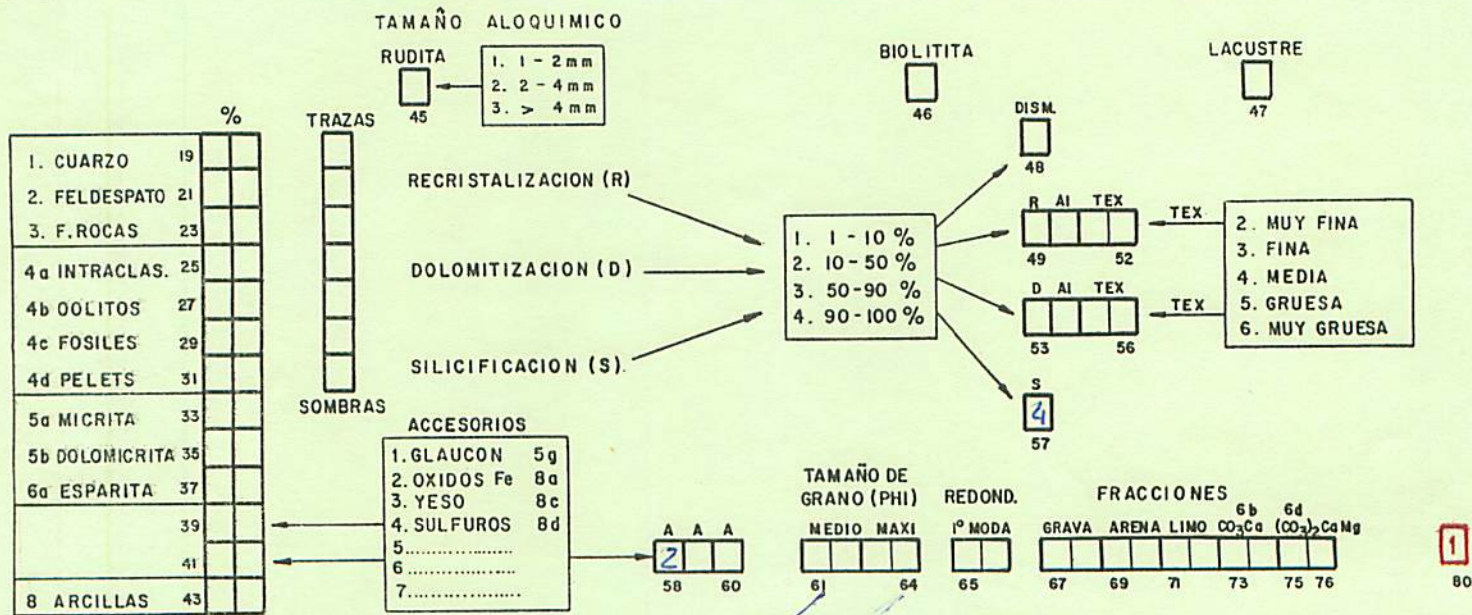 TAMAÑO ALOQUIMICO
RUDITA
45
1. 1 - 2 mm
2. 2 - 4 mm
3. > 4 mm
BIOLITITA
46
LACUSTRE
47
%
1. CUARZO 19
2. FELDESPATO 21
3. F. ROCAS 23
4a INTRACLAS. 25
4b OOLITOS 27
4c FOSILES 29
4d PELETS 31
5a MICRITA 33
5b DOLOMICRITA 35
6a ESPARITA 37
39
41
8 ARCILLAS 43
TRAZAS
SOMBRAS
RECRISTALIZACION (R)
DOLOMITIZACION (D)
SILICIFICACION (S).
1. 1 - 10 %
2. 10 - 50 %
3. 50 - 90 %
4. 90 - 100 %
DISM.
48
R AI TEX
49 52
D AI TEX
53 56
S
4
57
TEX
TEX
2. MUY FINA
3. FINA
4. MEDIA
5. GRUESA
6. MUY GRUESA
ACCESORIOS
1. GLAUCON 5g
2. OXIDOS Fe 8a
3. YESO 8c
4. SULFUROS 8d
5..................
6..................
7..................
A A A
2
58 60
TAMAÑO DE
GRANO (PHI)
MEDIO MAXI
61 64
REDOND.
1º MODA
65
FRACCIONES
6b 6d
GRAVA ARENA LIMO CO3Ca (CO3)2CaMg
67 69 71 73 75 76
1
80